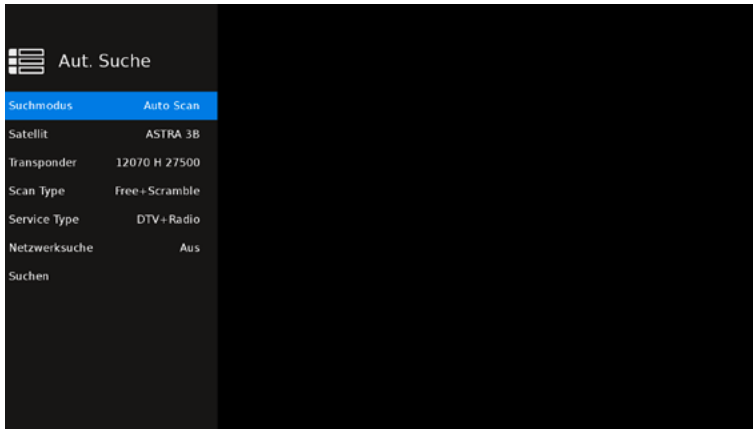 Aut. Suche
Suchmodus Auto Scan
Satellit ASTRA 3B
Transponder 12070 H 27500
Scan Type Free+Scramble
Service Type DTV+Radio
Netzwerksuche Aus
Suchen